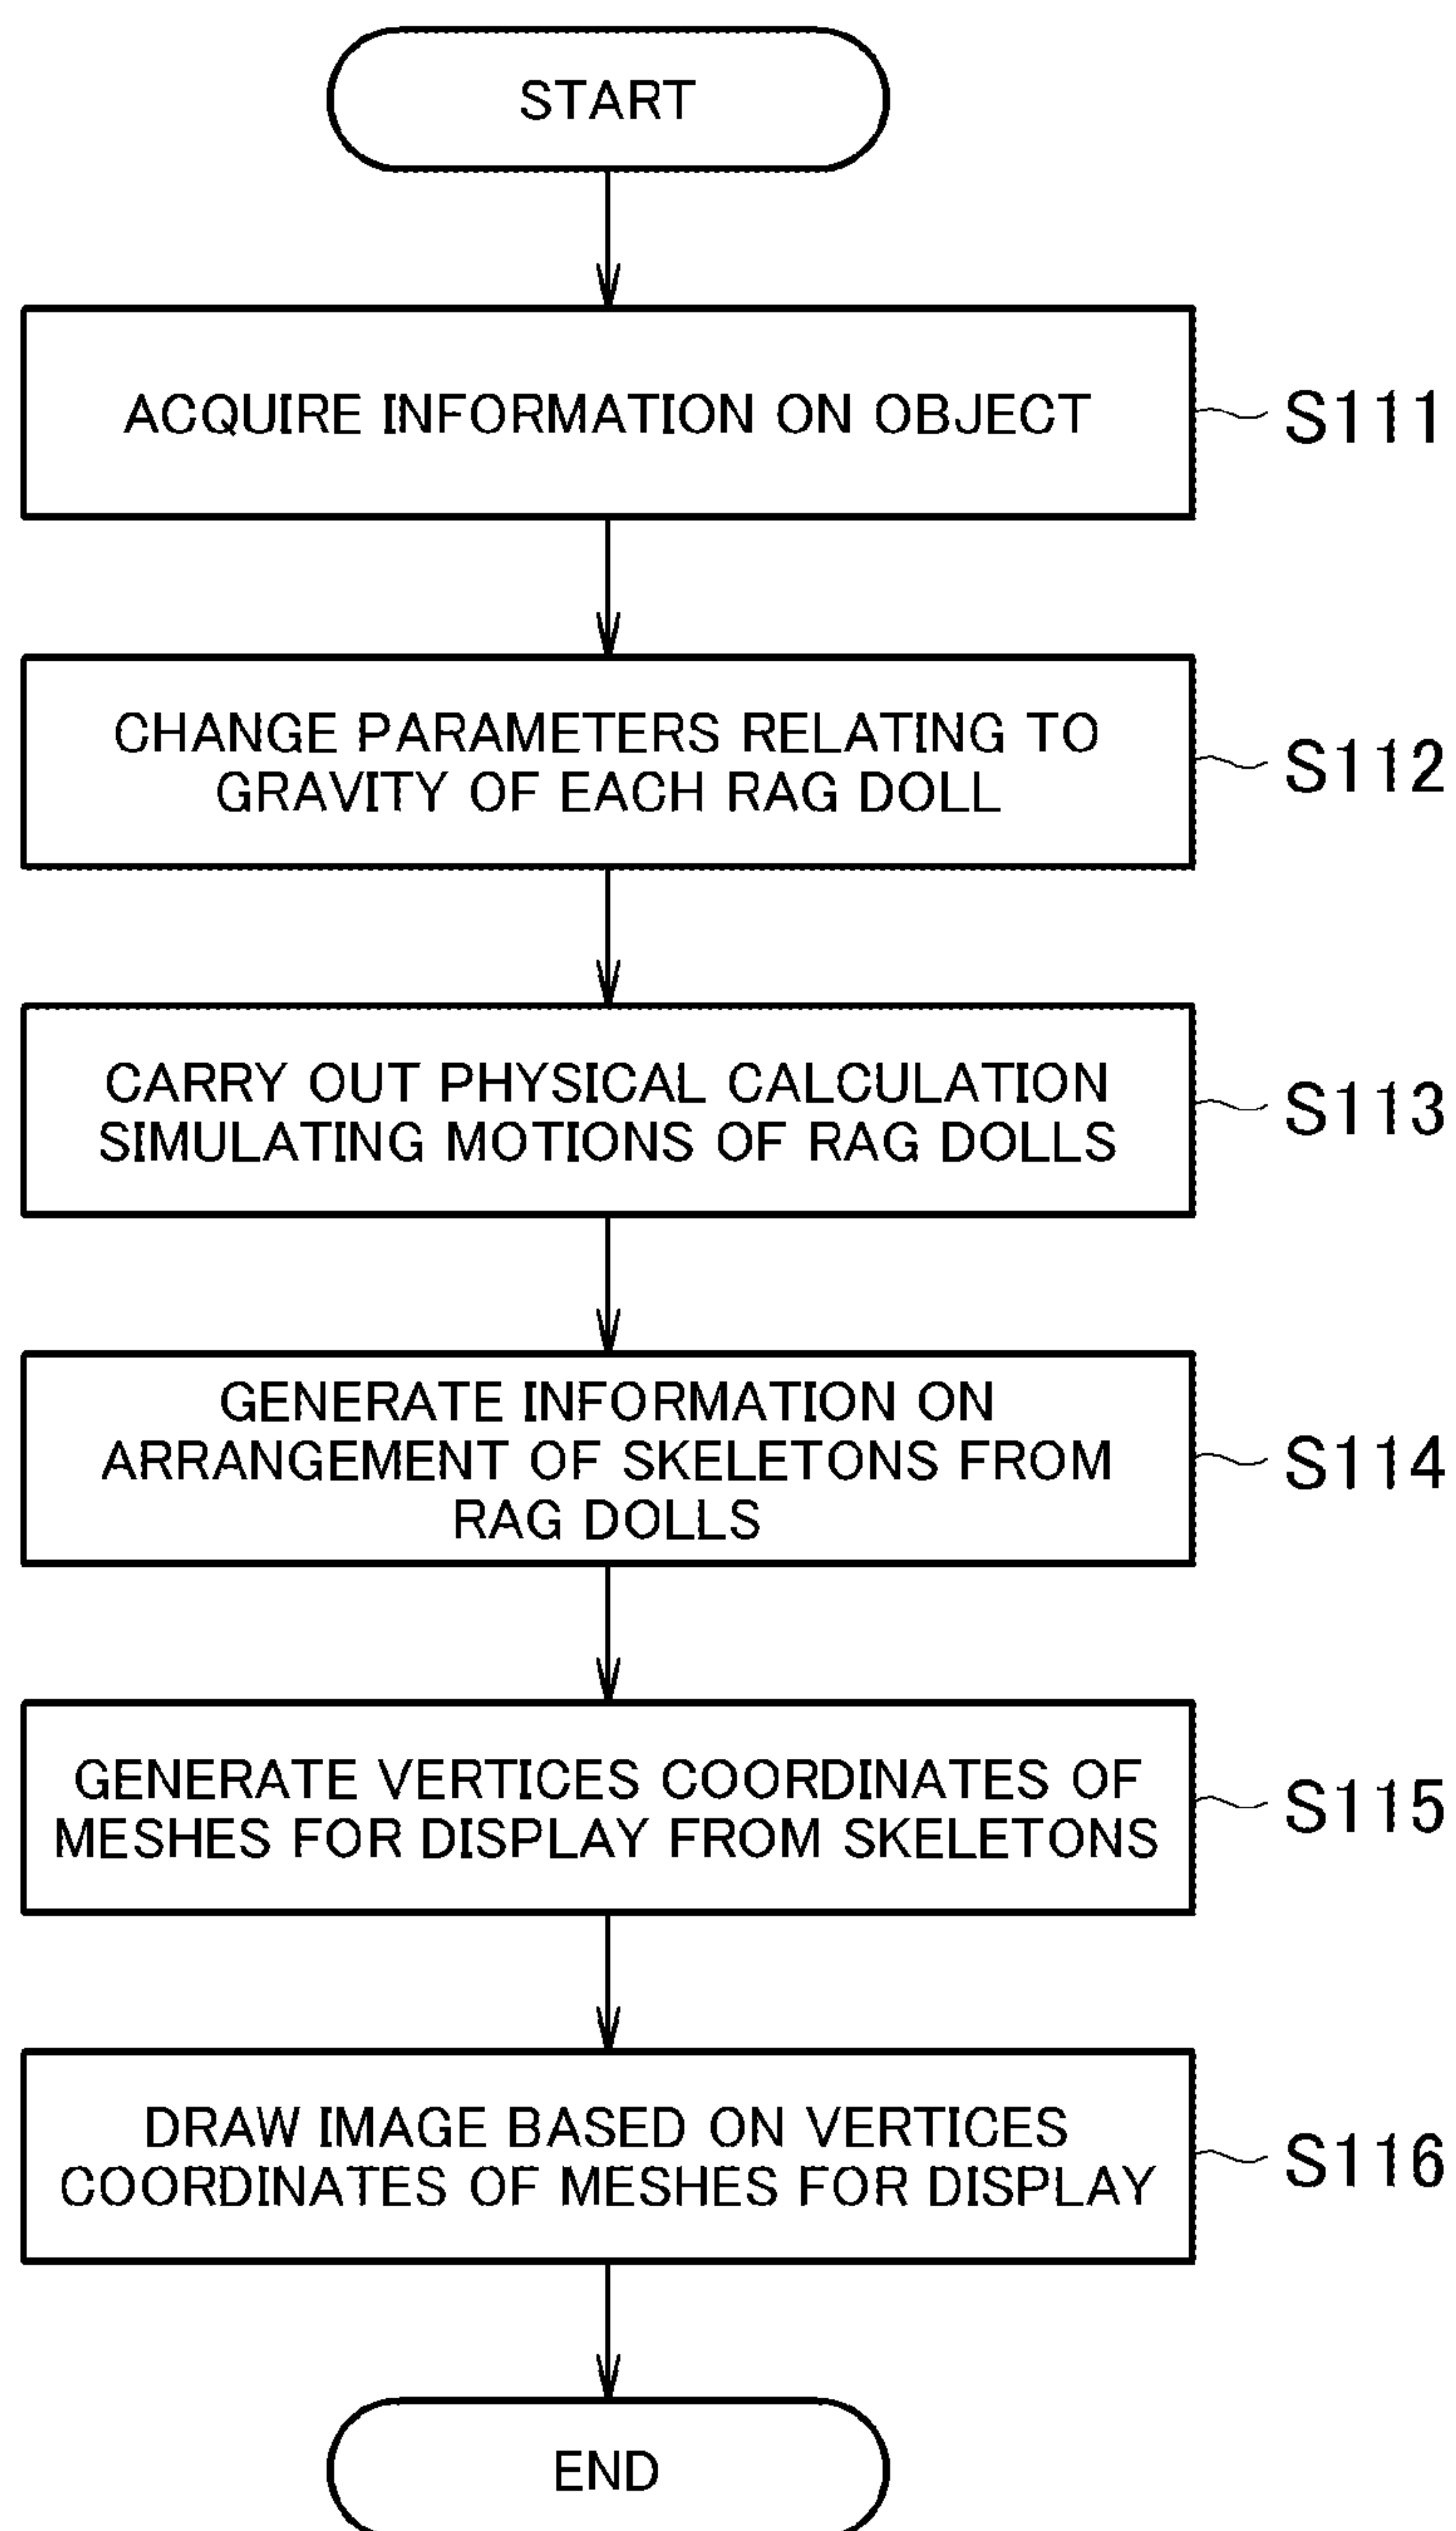 START
ACQUIRE INFORMATION ON OBJECT
S111
CHANGE PARAMETERS RELATING TO
GRAVITY OF EACH RAG DOLL
S112
CARRY OUT PHYSICAL CALCULATION
SIMULATING MOTIONS OF RAG DOLLS
S113
GENERATE INFORMATION ON
ARRANGEMENT OF SKELETONS FROM
RAG DOLLS
S114
GENERATE VERTICES COORDINATES OF
MESHES FOR DISPLAY FROM SKELETONS
S115
DRAW IMAGE BASED ON VERTICES
COORDINATES OF MESHES FOR DISPLAY
S116
END